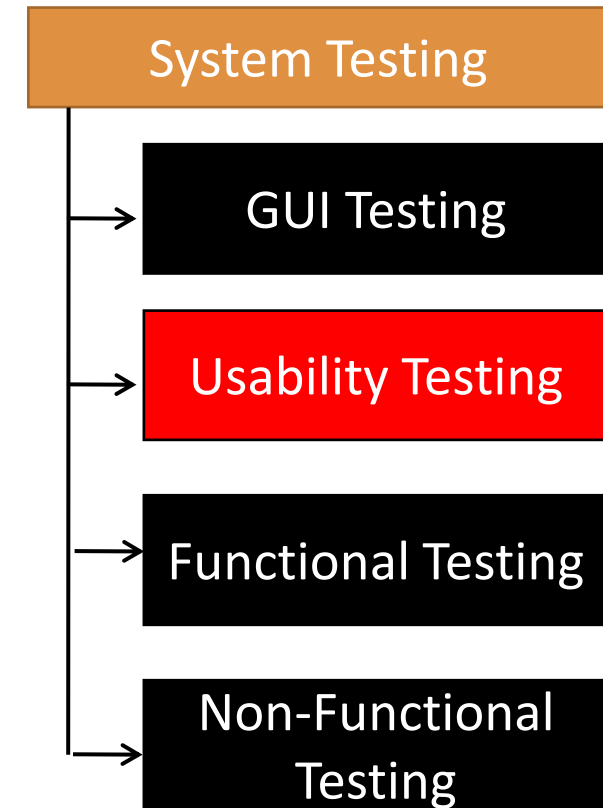 System Testing
GUI Testing
Usability Testing
Functional Testing
Non-Functional
Testing